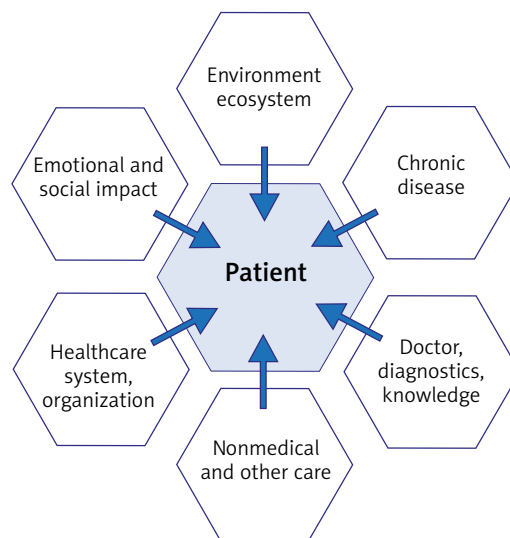 Environment
ecosystem
Emotional and
social impact
Chronic
disease
Patient
Healthcare
system,
organization
Doctor,
diagnostics,
knowledge
Nonmedical
and other care